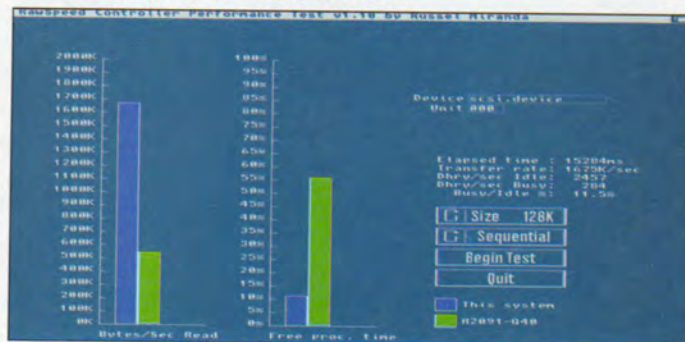 Rawspeed Controller Performance Test v1.10 by Russel Miranda
2000K
1900K
1800K
1700K
1600K
1500K
1400K
1300K
1200K
1100K
1000K
900K
800K
700K
600K
500K
400K
300K
200K
100K
0K
Bytes/Sec Read
100%
95%
90%
85%
80%
75%
70%
65%
60%
55%
50%
45%
40%
35%
30%
25%
20%
15%
10%
5%
0%
Free proc. time
Device scsi.device
Unit 000
Elapsed time : 15204ms
Transfer rate: 1675K/sec
Dhry/sec Idle: 2457
Dhry/sec Busy: 284
Busy/Idle %: 11.5%
Size 128K
Sequential
Begin Test
Quit
This system
A2091-Q40